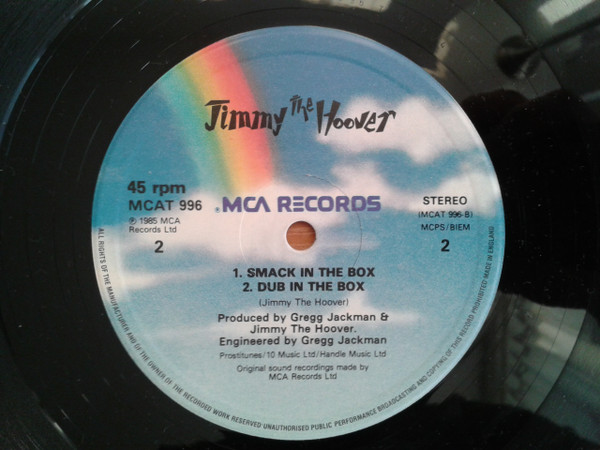 Jimmy The Hoover
45 rpm
MCAT 996
℗ 1985 MCA
Records Ltd
2
MCA RECORDS
STEREO
(MCAT 996-B)
MCPS/BIEM
2
1. SMACK IN THE BOX
2. DUB IN THE BOX
(Jimmy The Hoover)
Produced by Gregg Jackman &
Jimmy The Hoover.
Engineered by Gregg Jackman
Prostitunes/10 Music Ltd/Handle Music Ltd
Original sound recordings made by
MCA Records Ltd
ALL RIGHTS OF THE MANUFACTURER AND OF THE OWNER OF THE RECORDED WORK RESERVED UNAUTHORISED PUBLIC PERFORMANCE BROADCASTING AND COPYING OF THIS RECORD PROHIBITED MADE IN ENGLAND